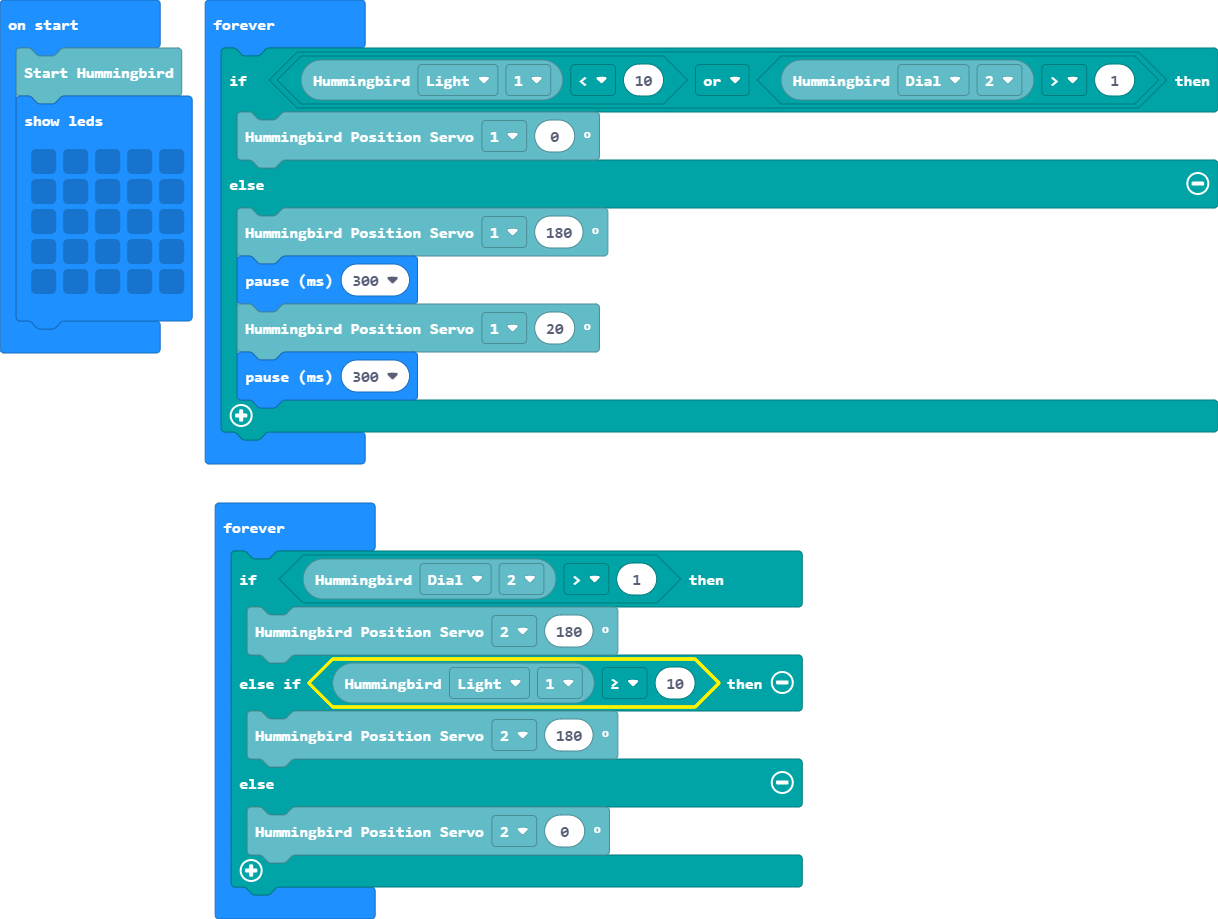 on start
Start Hummingbird
show leds
forever
if Hummingbird Light 1 < 10 or Hummingbird Dial 2 > 1 then
Hummingbird Position Servo 1 0 °
else
Hummingbird Position Servo 1 180 °
pause (ms) 300
Hummingbird Position Servo 1 20 °
pause (ms) 300
forever
if Hummingbird Dial 2 > 1 then
Hummingbird Position Servo 2 180 °
else if Hummingbird Light 1 ≥ 10 then
Hummingbird Position Servo 2 180 °
else
Hummingbird Position Servo 2 0 °